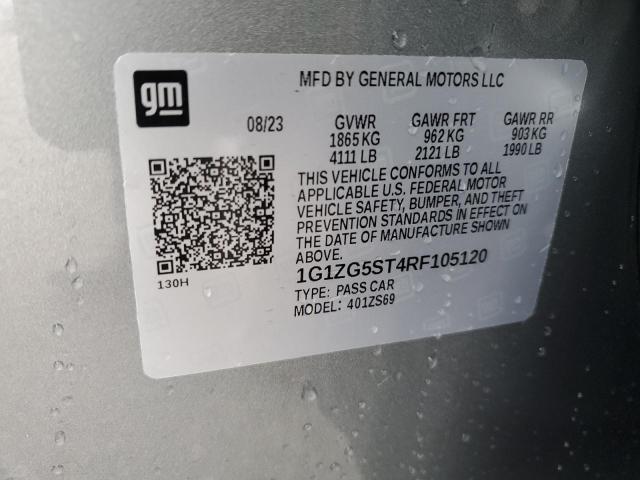 gm
MFD BY GENERAL MOTORS LLC
08/23 GVWR GAWR FRT GAWR RR
1865 KG 962 KG 903 KG
4111 LB 2121 LB 1990 LB
THIS VEHICLE CONFORMS TO ALL
APPLICABLE U.S. FEDERAL MOTOR
VEHICLE SAFETY, BUMPER, AND THEFT
PREVENTION STANDARDS IN EFFECT ON
THE DATE OF MANUFACTURE SHOWN
ABOVE.
130H
1G1ZG5ST4RF105120
TYPE: PASS CAR
MODEL: 401ZS69